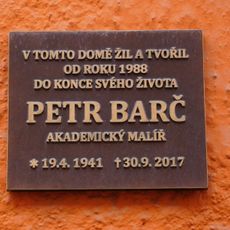 V TOMTO DOMĚ ŽIL A TVOŘIL
OD ROKU 1988
DO KONCE SVÉHO ŽIVOTA
PETR BARČ
AKADEMICKÝ MALÍŘ
* 19.4. 1941 †30.9. 2017